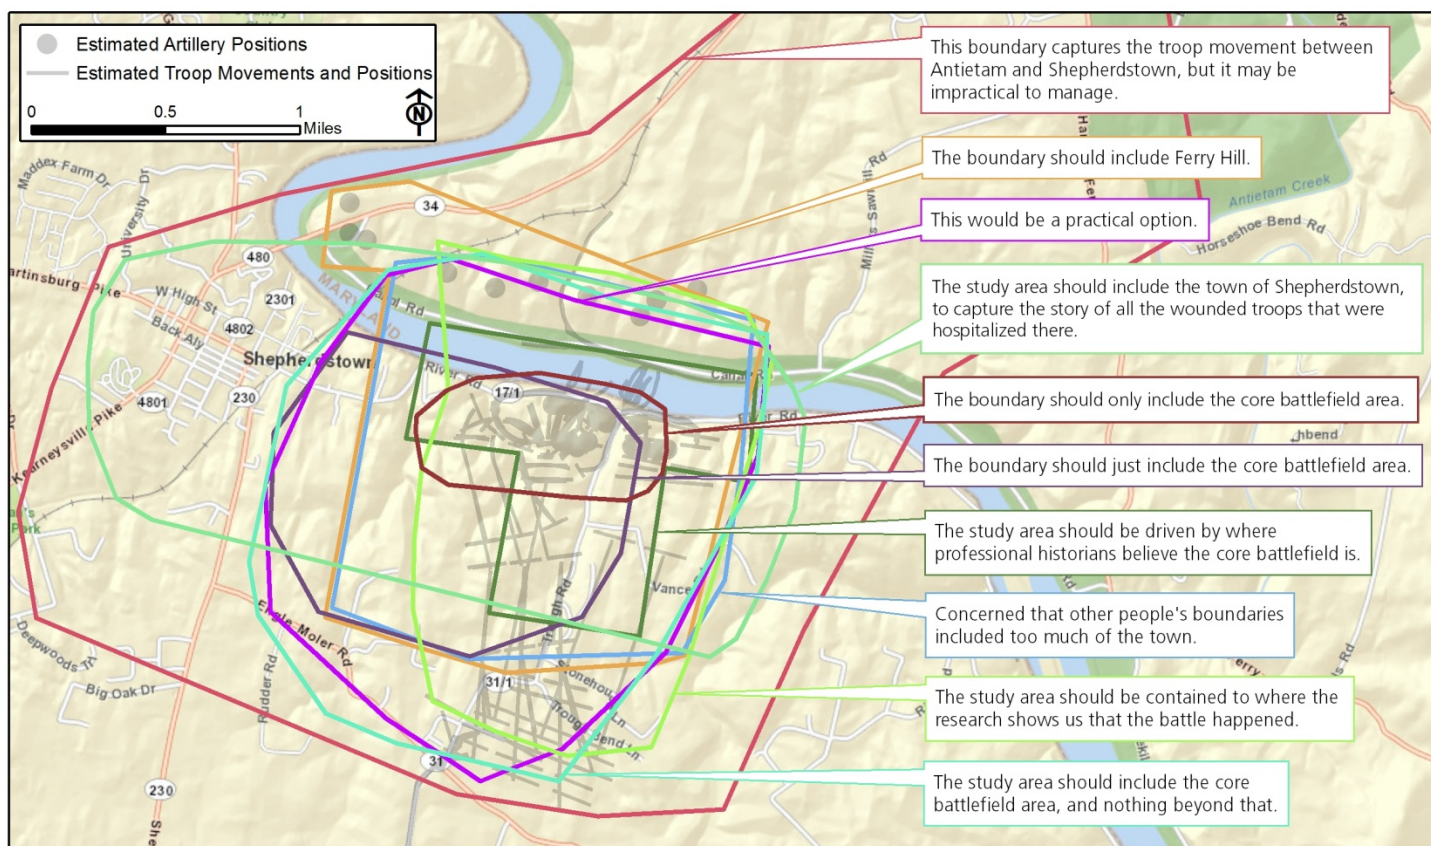 Estimated Artillery Positions
Estimated Troop Movements and Positions
0 0.5 1
Miles
N
This boundary captures the troop movement between
Antietam and Shepherdstown, but it may be
impractical to manage.
The boundary should include Ferry Hill.
This would be a practical option.
The study area should include the town of Shepherdstown,
to capture the story of all the wounded troops that were
hospitalized there.
The boundary should only include the core battlefield area.
The boundary should just include the core battlefield area.
The study area should be driven by where
professional historians believe the core battlefield is.
Concerned that other people's boundaries
included too much of the town.
The study area should be contained to where the
research shows us that the battle happened.
The study area should include the core
battlefield area, and nothing beyond that.
Maddex Farm Dr
University Dr
34
480
2301
W High St
4802
Back Aly
Shepherdstown
4801
230
Kearneysville Pike
River Rd
17/1
River Rd
Antietam Creek
Horseshoe Bend Rd
Engle Moler Rd
Deepwoods
Big Oak Dr
Rudder Rd
31/1
31
230
Bend Ln